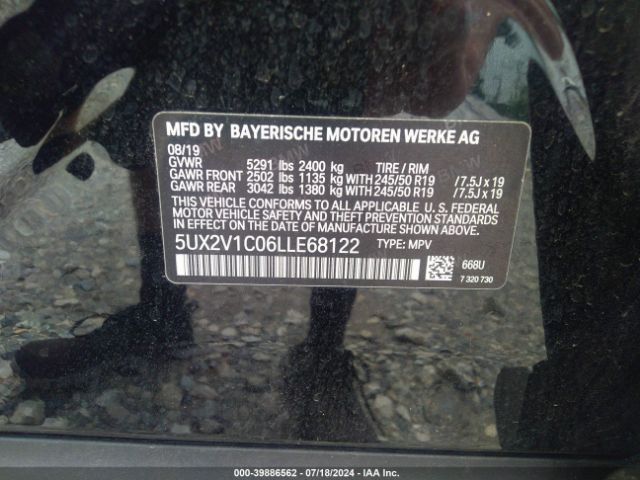 MFD BY BAYERISCHE MOTOREN WERKE AG
08/19
GVWR 5291 lbs 2400 kg TIRE / RIM
GAWR FRONT 2502 lbs 1135 kg WITH 245/50 R19 / 7.5J x 19
GAWR REAR 3042 lbs 1380 kg WITH 245/50 R19 / 7.5J x 19
THIS VEHICLE CONFORMS TO ALL APPLICABLE U. S. FEDERAL
MOTOR VEHICLE SAFETY AND THEFT PREVENTION STANDARDS
IN EFFECT ON THE DATE OF MANUFACTURE SHOWN ABOVE.
5UX2V1C06LLE68122 TYPE: MPV
668U
7 320 730
000-39886562 - 07/18/2024 - IAA Inc.